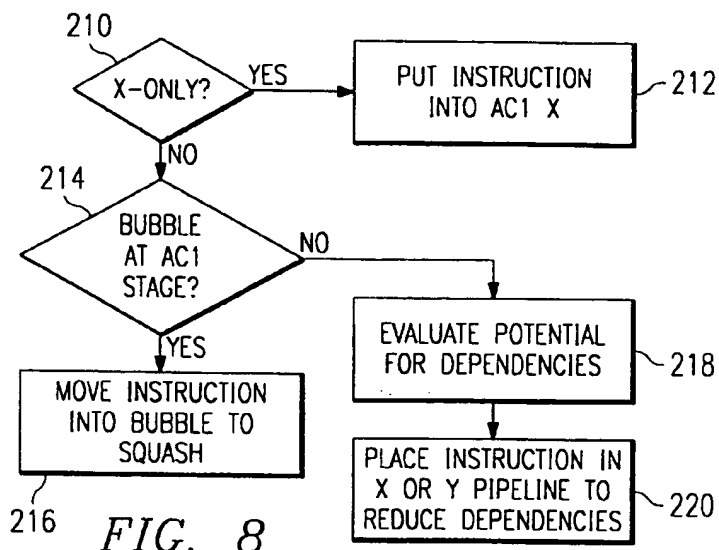 210
X-ONLY?
YES
PUT INSTRUCTION
INTO AC1 X
212
NO
214
BUBBLE
AT AC1
STAGE?
NO
YES
EVALUATE POTENTIAL
FOR DEPENDENCIES
218
MOVE INSTRUCTION
INTO BUBBLE TO
SQUASH
216
PLACE INSTRUCTION IN
X OR Y PIPELINE TO
REDUCE DEPENDENCIES
220
FIG. 8